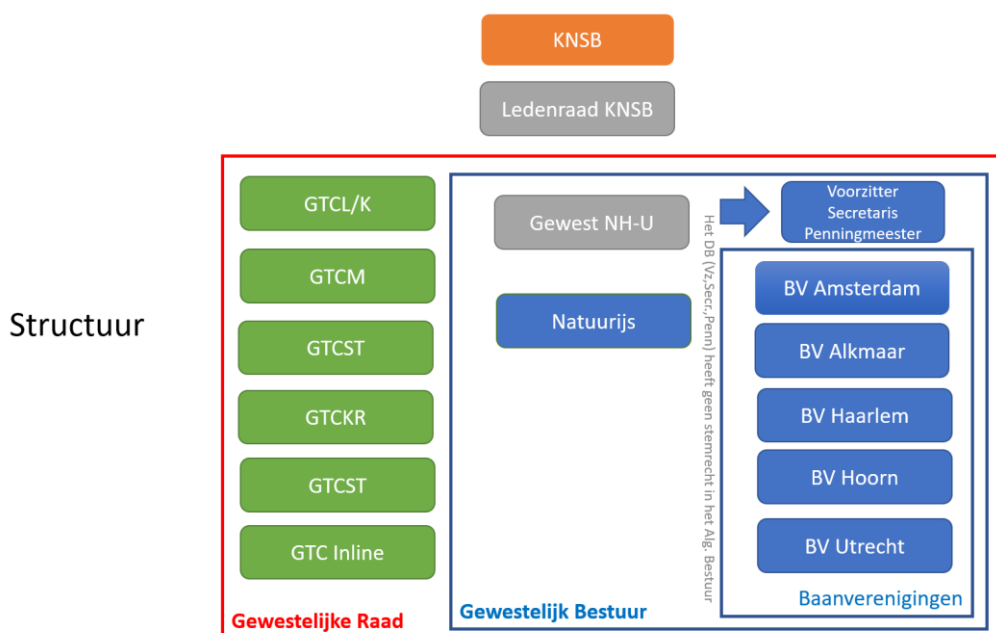 KNSB
Ledenraad KNSB
Structuur
GTCL/K
GTCM
GTCST
GTCKR
GTCST
GTC Inline
Gewestelijke Raad
Gewest NH-U
Natuurijs
Gewestelijk Bestuur
Het DB (Vz,Secr.,Penn) heeft geen stemrecht in het Alg. Bestuur
Voorzitter
Secretaris
Penningmeester
BV Amsterdam
BV Alkmaar
BV Haarlem
BV Hoorn
BV Utrecht
Baanverenigingen